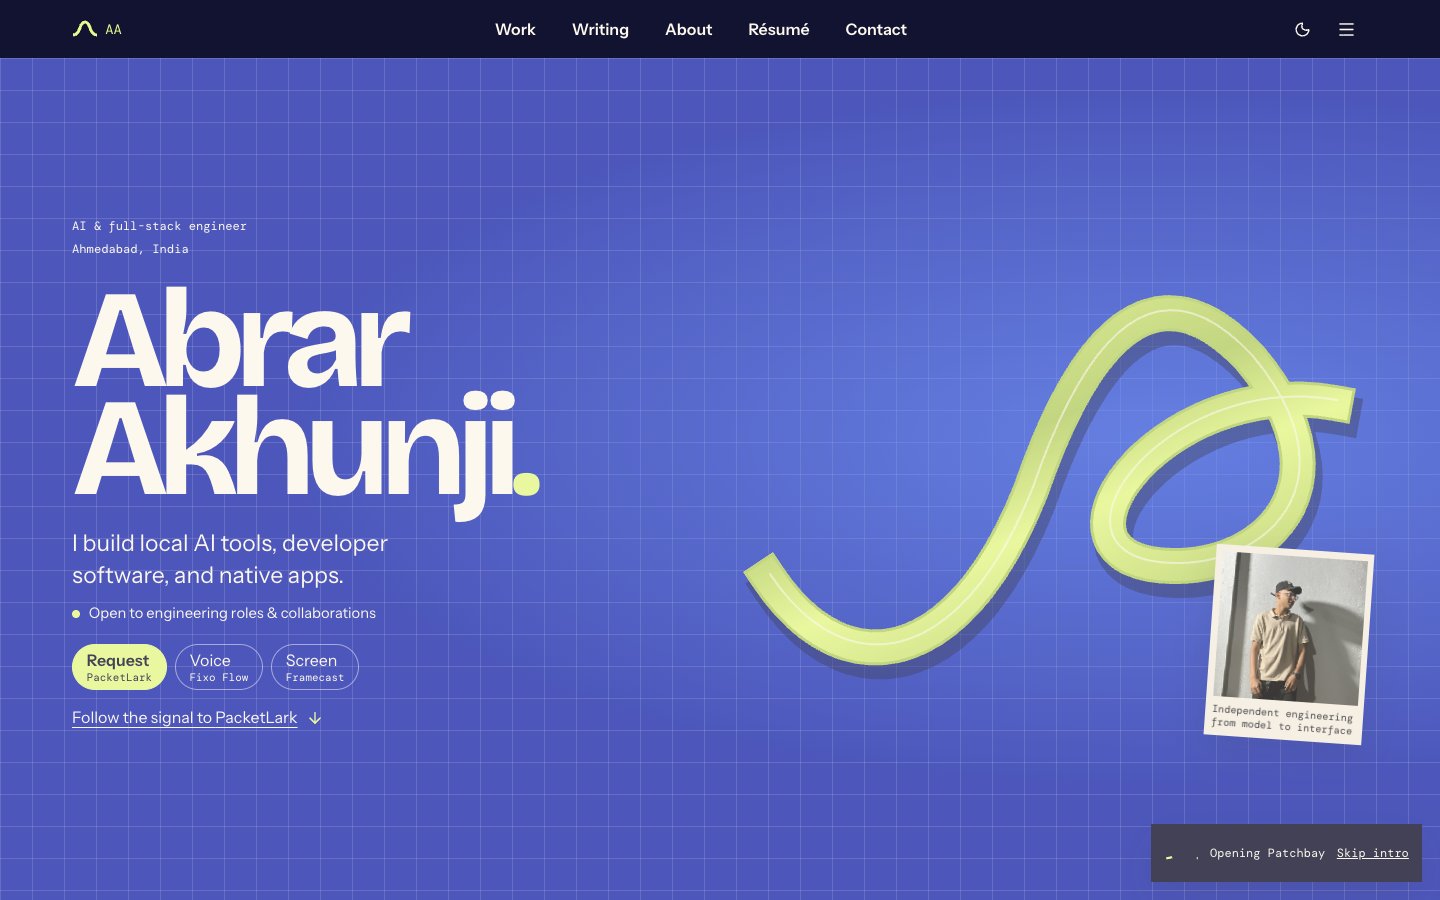 AA
Work
Writing
About
Résumé
Contact
AI & full-stack engineer
Ahmedabad, India
Abrar
Akhunji.
I build local AI tools, developer
software, and native apps.
Open to engineering roles & collaborations
Request
PacketLark
Voice
Fixo Flow
Screen
Framecast
Follow the signal to PacketLark
Independent engineering
from model to interface
Opening Patchbay
Skip intro